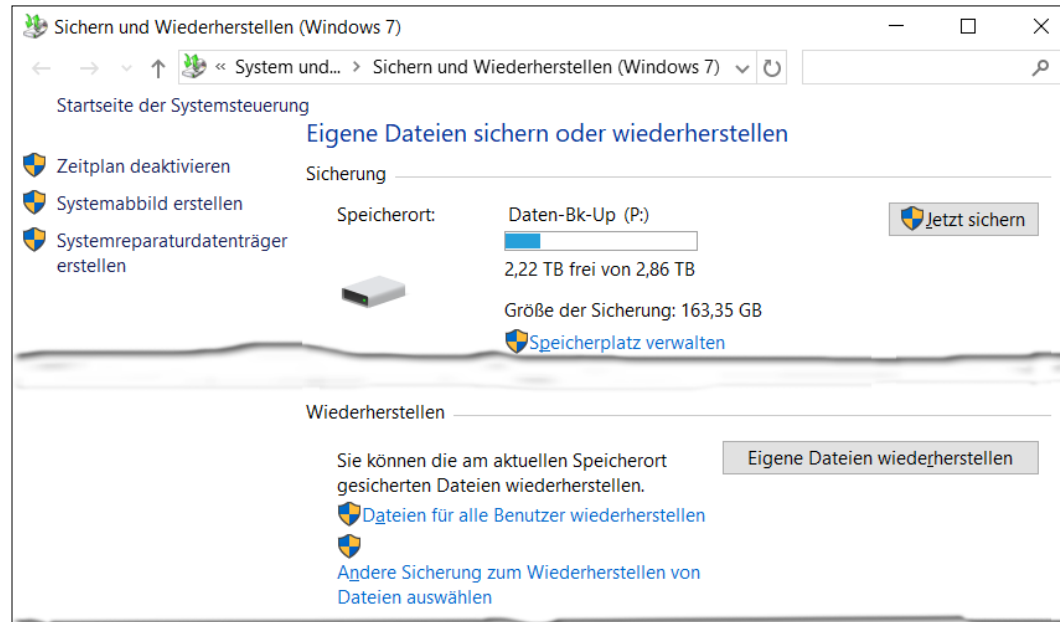 Sichern und Wiederherstellen (Windows 7)
« System und... > Sichern und Wiederherstellen (Windows 7)
Startseite der Systemsteuerung
Eigene Dateien sichern oder wiederherstellen
Zeitplan deaktivieren
Systemabbild erstellen
Systemreparaturdatenträger
erstellen
Sicherung
Speicherort:
Daten-Bk-Up (P:)
Jetzt sichern
2,22 TB frei von 2,86 TB
Größe der Sicherung: 163,35 GB
Speicherplatz verwalten
Wiederherstellen
Sie können die am aktuellen Speicherort
gesicherten Dateien wiederherstellen.
Eigene Dateien wiederherstellen
Dateien für alle Benutzer wiederherstellen
Andere Sicherung zum Wiederherstellen von
Dateien auswählen